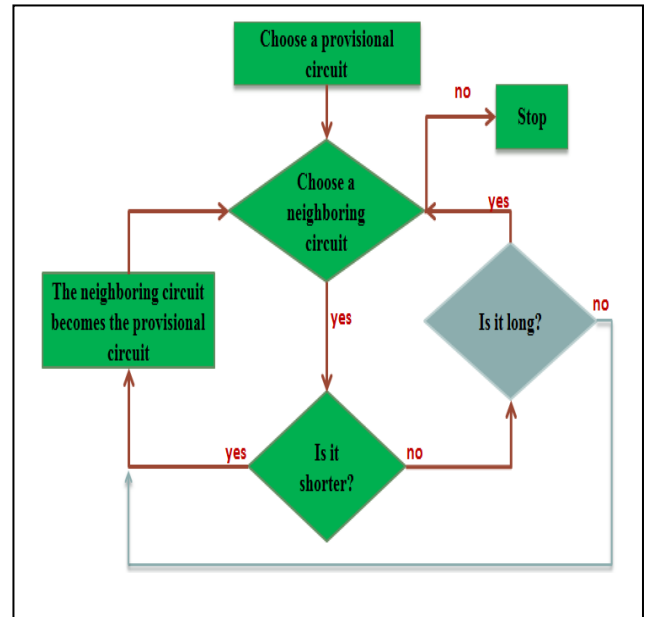 Choose a provisional
circuit
no
Stop
Choose a
neighboring
circuit
yes
The neighboring circuit
becomes the provisional
circuit
yes
Is it long?
no
yes
Is it
shorter?
no